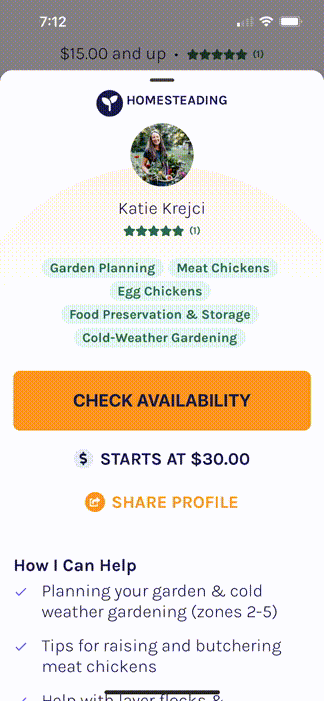 7:12
$15.00 and up • ★★★★★ (1)
HOMESTEADING
Katie Krejci
★★★★★ (1)
Garden Planning Meat Chickens
Egg Chickens
Food Preservation & Storage
Cold-Weather Gardening
CHECK AVAILABILITY
$ STARTS AT $30.00
SHARE PROFILE
How I Can Help
✓ Planning your garden & cold
weather gardening (zones 2-5)
✓ Tips for raising and butchering
meat chickens
✓ Help with layer flocks &